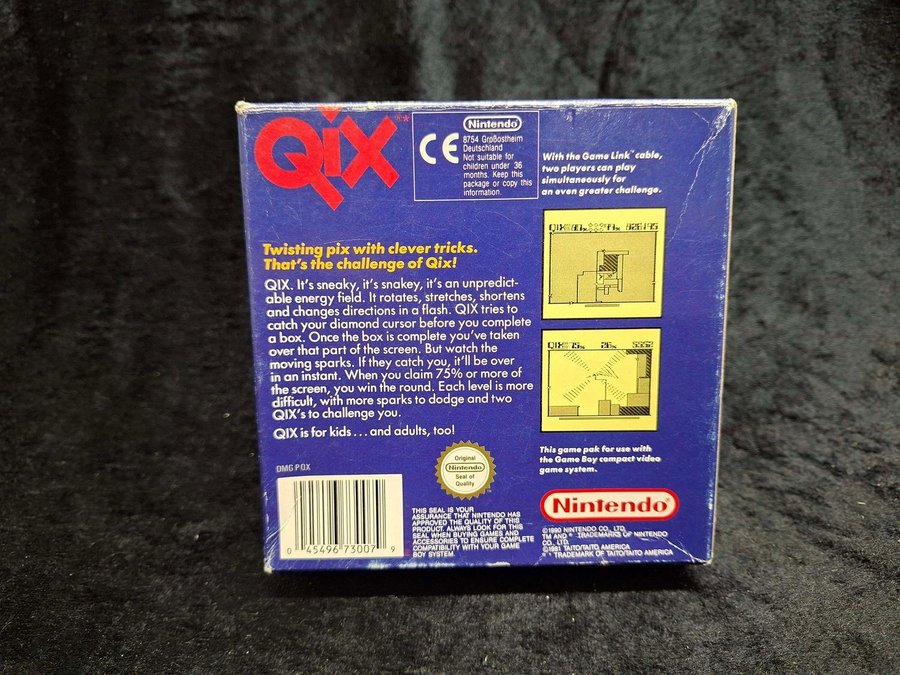 QIX™*
CE
Nintendo
8754 Großostheim
Deutschland
Not suitable for
children under 36
months. Keep this
package or copy this
information.
With the Game Link™ cable,
two players can play
simultaneously for
an even greater challenge.
Twisting pix with clever tricks.
That's the challenge of Qix!
QIX. It's sneaky, it's snakey, it's an unpredict-
able energy field. It rotates, stretches, shortens
and changes directions in a flash. QIX tries to
catch your diamond cursor before you complete
a box. Once the box is complete you've taken
over that part of the screen. But watch the
moving sparks. If they catch you, it'll be over
in an instant. When you claim 75% or more of
the screen, you win the round. Each level is more
difficult, with more sparks to dodge and two
QIX's to challenge you.
QIX is for kids...and adults, too!
QIX
QIX 75% 26% 5552
This game pak for use with
the Game Boy compact video
game system.
DMG P QX
Original
Nintendo
Seal of
Quality
0 45496 73007 9
THIS SEAL IS YOUR
ASSURANCE THAT NINTENDO HAS
APPROVED THE QUALITY OF THIS
PRODUCT. ALWAYS LOOK FOR THIS
SEAL WHEN BUYING GAMES AND
ACCESSORIES TO ENSURE COMPLETE
COMPATIBILITY WITH YOUR GAME
BOY SYSTEM.
Nintendo®
©1990 NINTENDO CO., LTD.
TM AND ® TRADEMARKS OF NINTENDO
CO. LTD.
©1981 TAITO/TAITO AMERICA
®* TRADEMARK OF TAITO/TAITO AMERICA